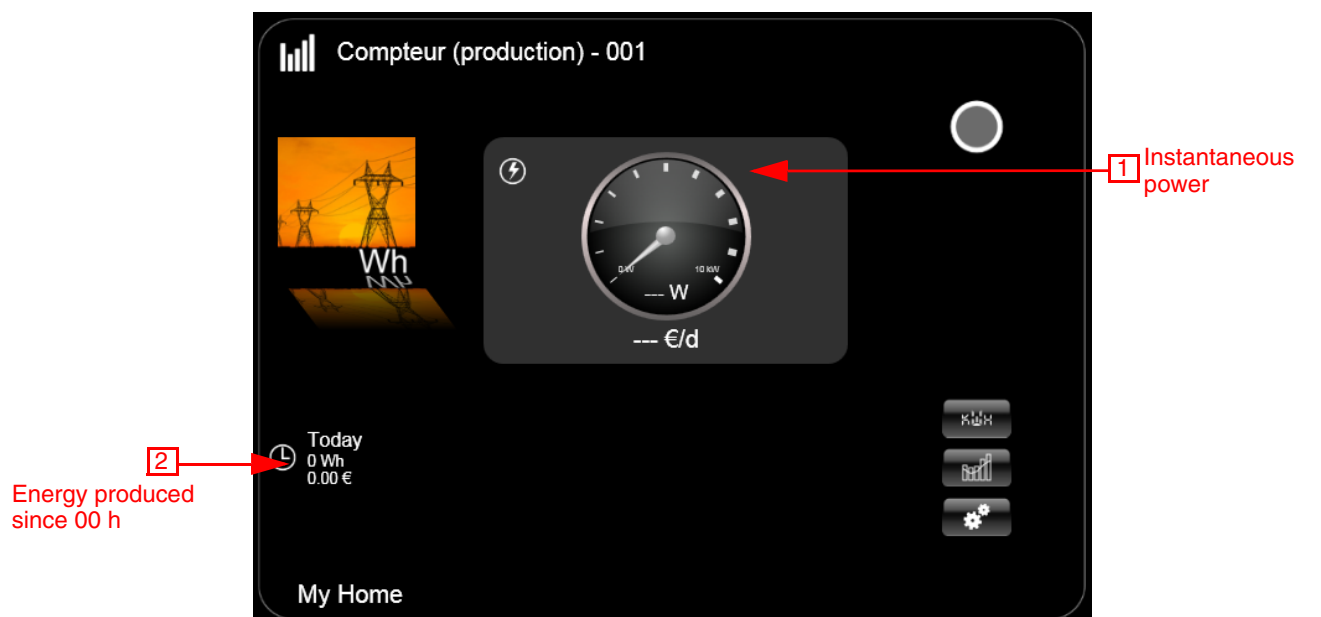 Compteur (production) - 001
1 Instantaneous
power
Wh
0 W
10 kW
--- W
--- €/d
KWH
2
Today
0 Wh
0.00 €
Energy produced
since 00 h
My Home